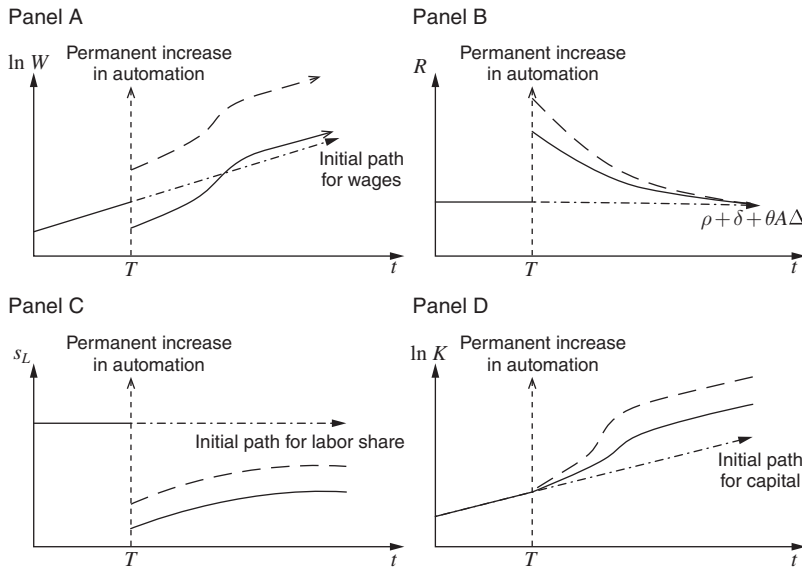 Panel A
ln W
Permanent increase
in automation
Initial path
for wages
T
t
Panel B
R
Permanent increase
in automation
ρ + δ + θAΔ
T
t
Panel C
s_L
Permanent increase
in automation
Initial path for labor share
T
t
Panel D
ln K
Permanent increase
in automation
Initial path
for capital
T
t